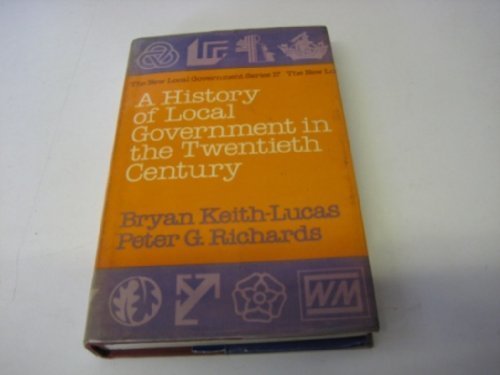 The New Local Government Series 17 The New Lo
A History
of Local
Government in
the Twentieth
Century
Bryan Keith-Lucas
Peter G. Richards
WM